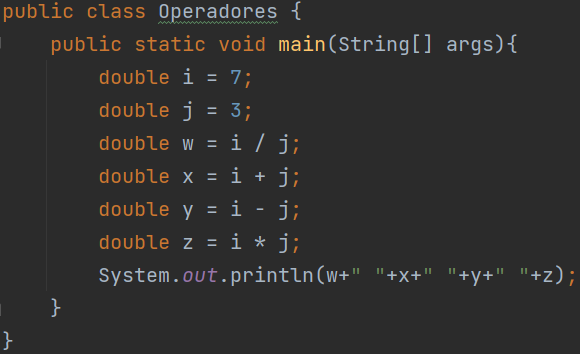 public class Operadores {
public static void main(String[] args){
double i = 7;
double j = 3;
double w = i / j;
double x = i + j;
double y = i - j;
double z = i * j;
System.out.println(w+" "+x+" "+y+" "+z);
}
}